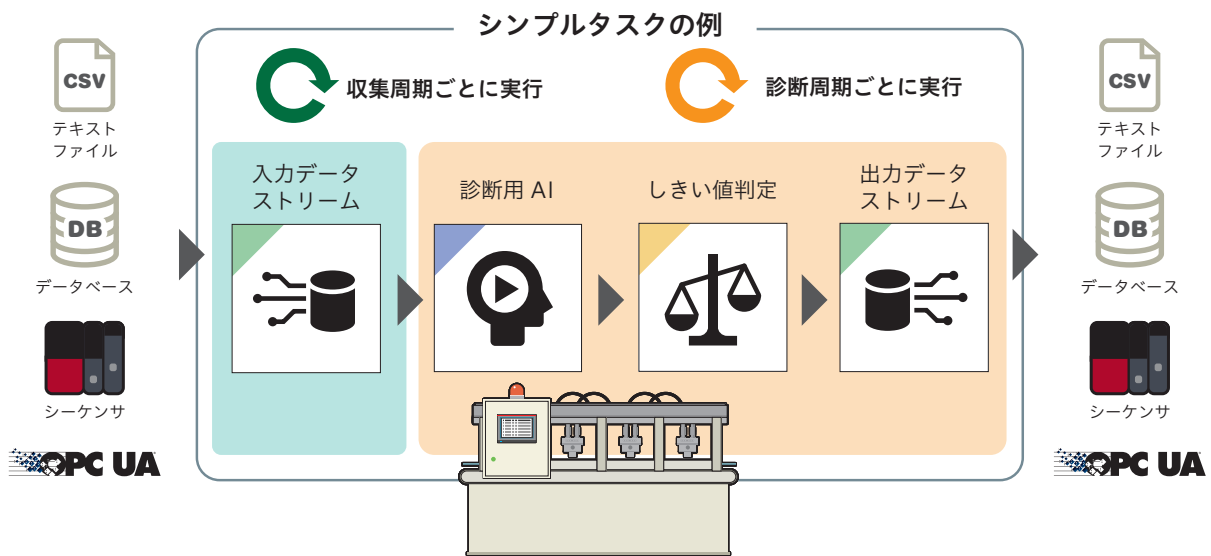 シンプルタスクの例
CSV
テキスト
ファイル
DB
データベース
シーケンサ
OPC UA
収集周期ごとに実行
診断周期ごとに実行
入力データ
ストリーム
診断用 AI
しきい値判定
出力データ
ストリーム
CSV
テキスト
ファイル
DB
データベース
シーケンサ
OPC UA